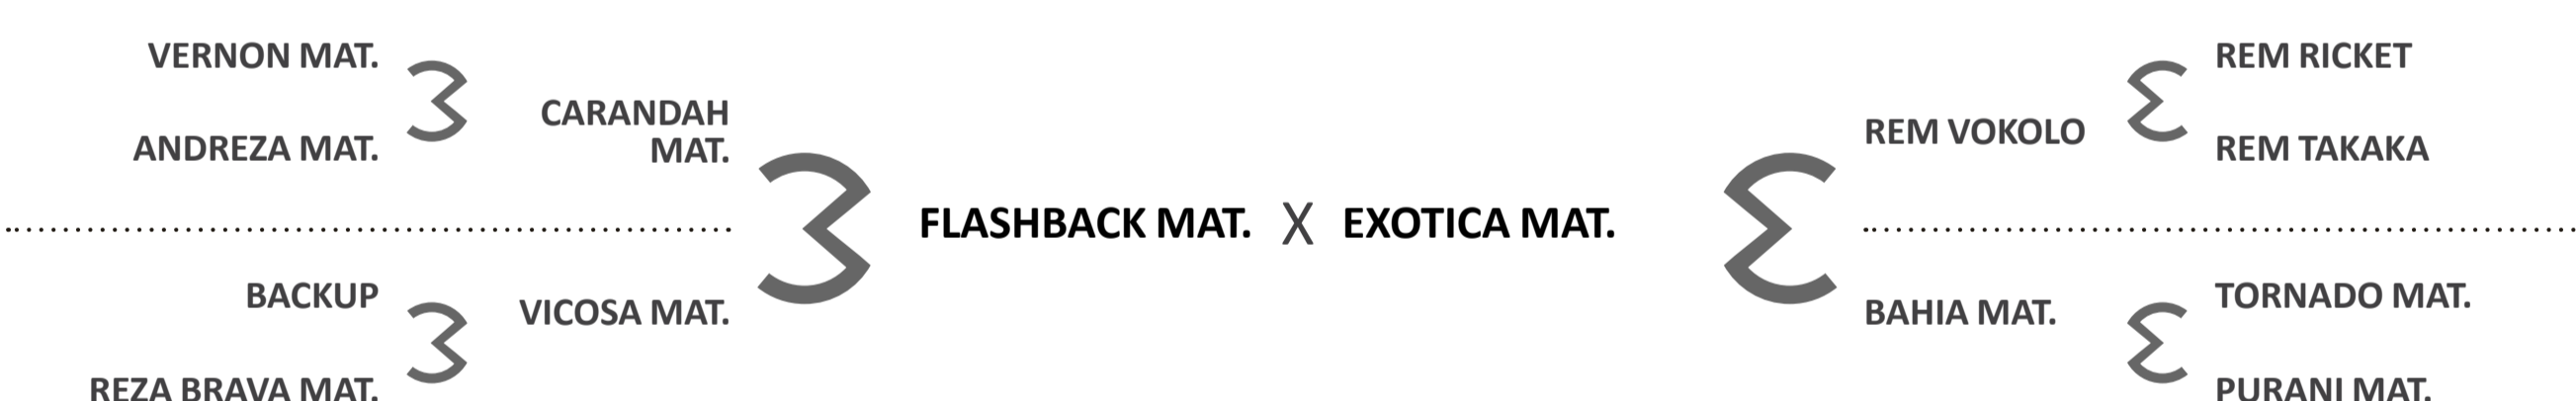 VERNON MAT.
ANDREZA MAT.
CARANDAH
MAT.
BACKUP
REZA BRAVA MAT.
VICOSA MAT.
FLASHBACK MAT. X EXOTICA MAT.
REM VOKOLO
REM RICKET
REM TAKAKA
BAHIA MAT.
TORNADO MAT.
PURANI MAT.